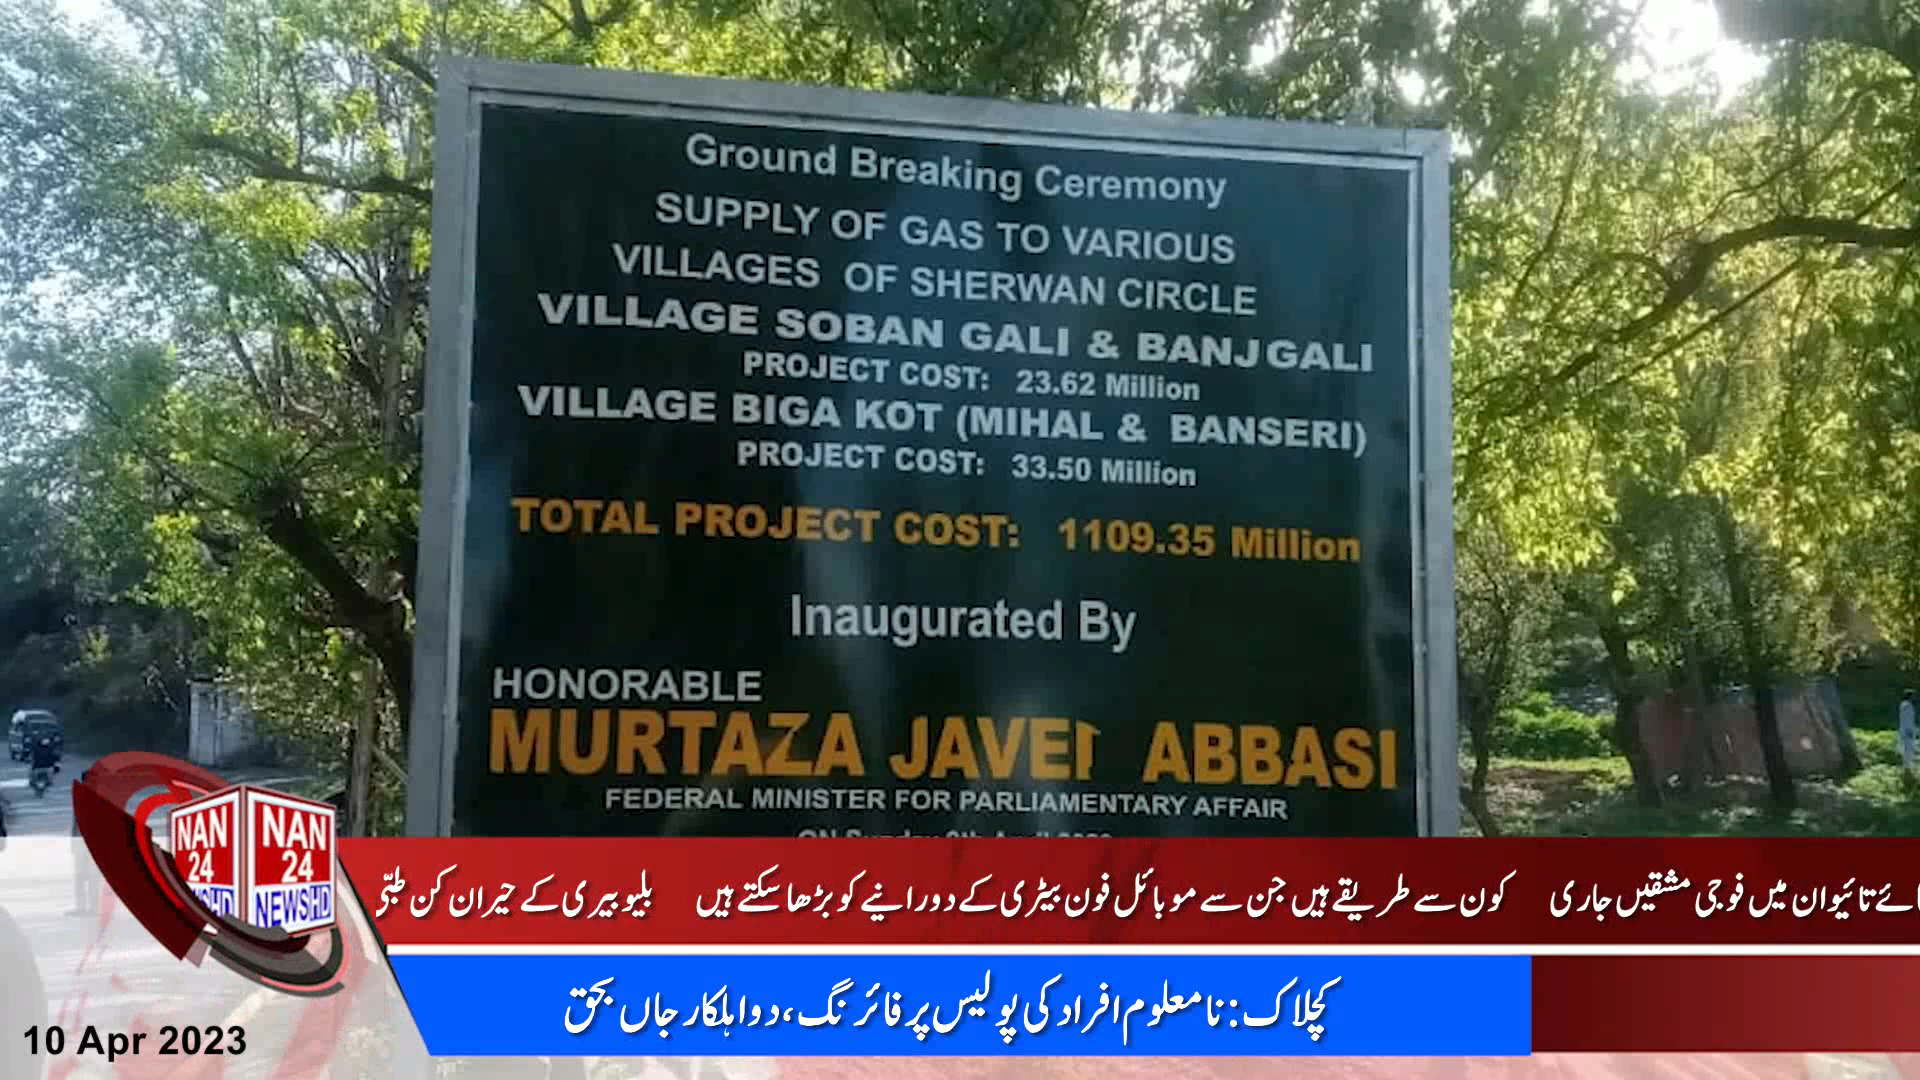 Ground Breaking Ceremony
SUPPLY OF GAS TO VARIOUS
VILLAGES OF SHERWAN CIRCLE
VILLAGE SOBAN GALI & BANJGALI
PROJECT COST: 23.62 Million
VILLAGE BIGA KOT (MIHAL & BANSERI)
PROJECT COST: 33.50 Million
TOTAL PROJECT COST: 1109.35 Million
Inaugurated By
HONORABLE
MURTAZA ABBASI
FEDERAL MINISTER FOR PARLIAMENTARY AFFAIR
NAN
24
NAN
24
NEWSHD
تائیوان میں فوجی مشقیں جاری کون سے طریقے ہیں جن سے موبائل فون بیٹری کے دورانیے کو بڑھا سکتے ہیں بلیو بیری کے حیران کن طبّی
کچلاک: نامعلوم افراد کی پولیس پر فائرنگ، دو اہلکار جاں بحق
10 Apr 2023